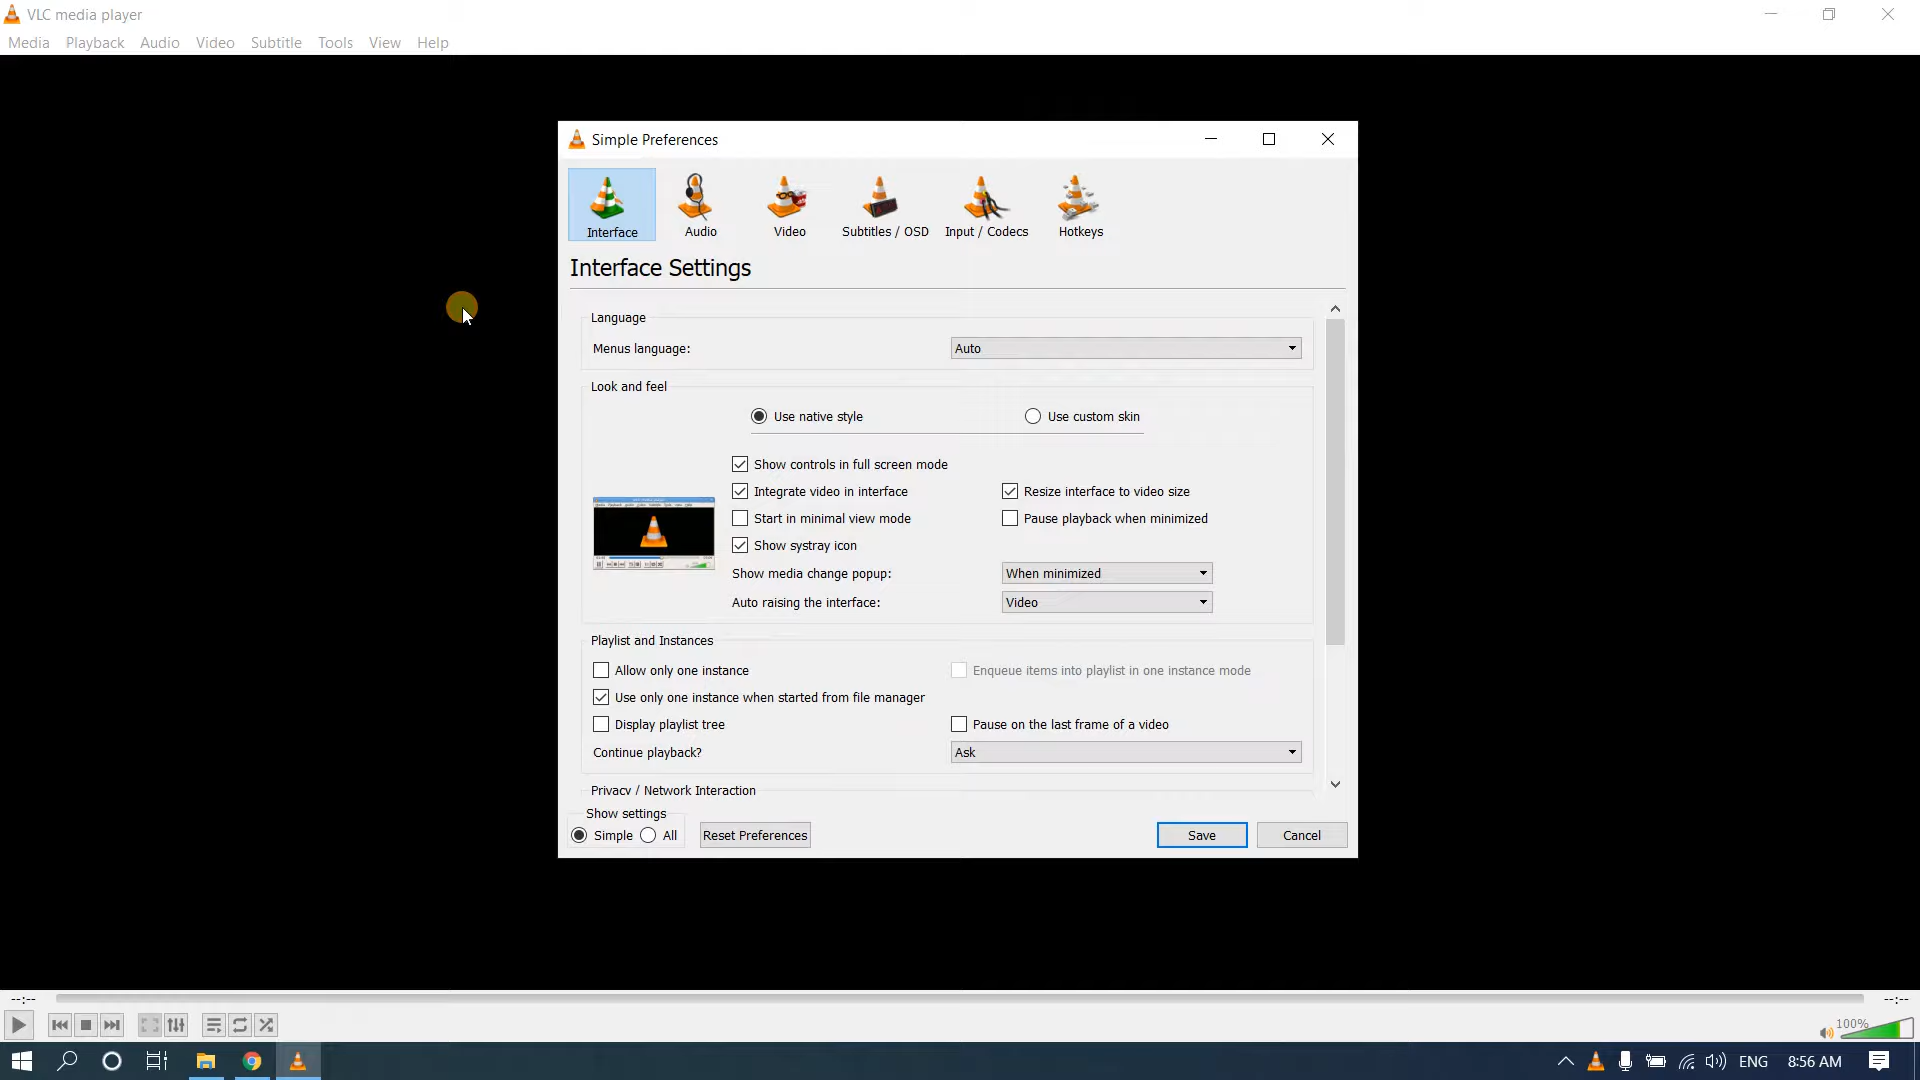 VLC media player
Media Playback Audio Video Subtitle Tools View Help
Simple Preferences
Interface Audio Video Subtitles / OSD Input / Codecs Hotkeys
Interface Settings
Language
Menus language: Auto
Look and feel
Use native style Use custom skin
Show controls in full screen mode
Integrate video in interface Resize interface to video size
Start in minimal view mode Pause playback when minimized
Show systray icon
Show media change popup: When minimized
Auto raising the interface: Video
Playlist and Instances
Allow only one instance Enqueue items into playlist in one instance mode
Use only one instance when started from file manager
Display playlist tree Pause on the last frame of a video
Continue playback? Ask
Privacy / Network Interaction
Show settings
Simple All Reset Preferences Save Cancel
--:-- --:--
100%
ENG 8:56 AM